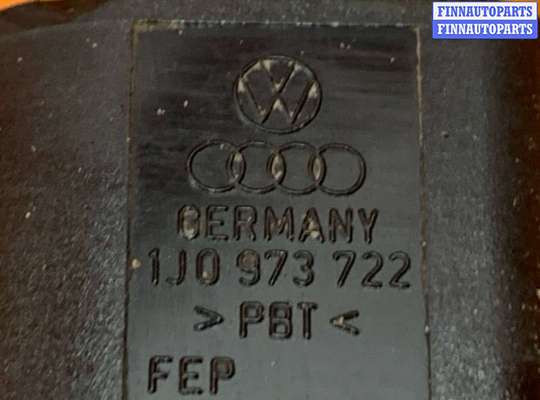 FINNAUTOPARTS
FINNAUTOPARTS
GERMANY
1J0 973 722
> PBT <
FEP